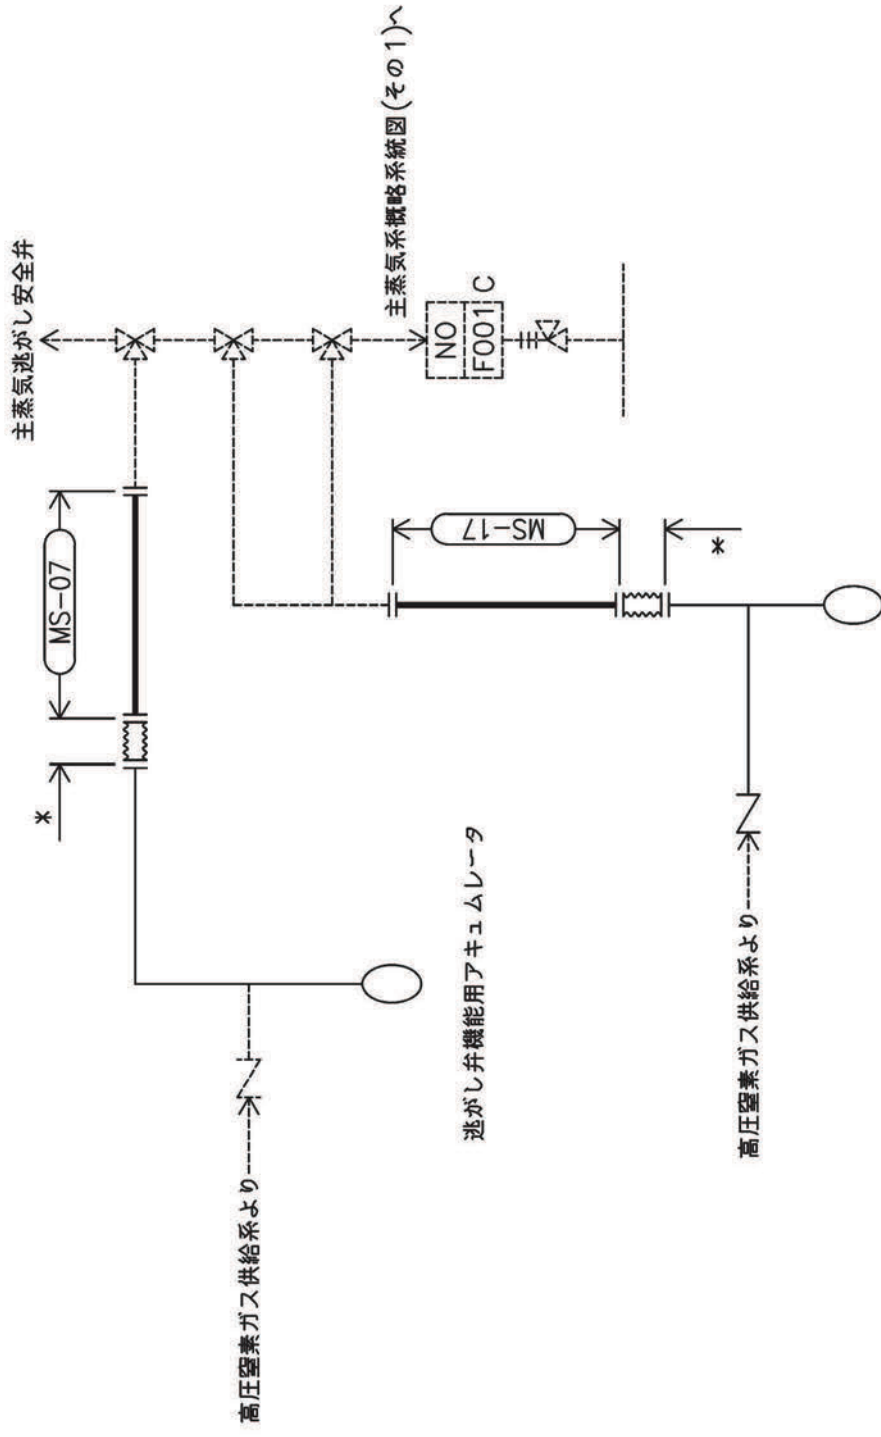 主蒸気逃がし安全弁
主蒸気系概略系統図(その1)へ
NO
F001
C
MS-07
*
MS-17
*
逃がし弁機能用アキュムレータ
高圧窒素ガス供給系より
高圧窒素ガス供給系より